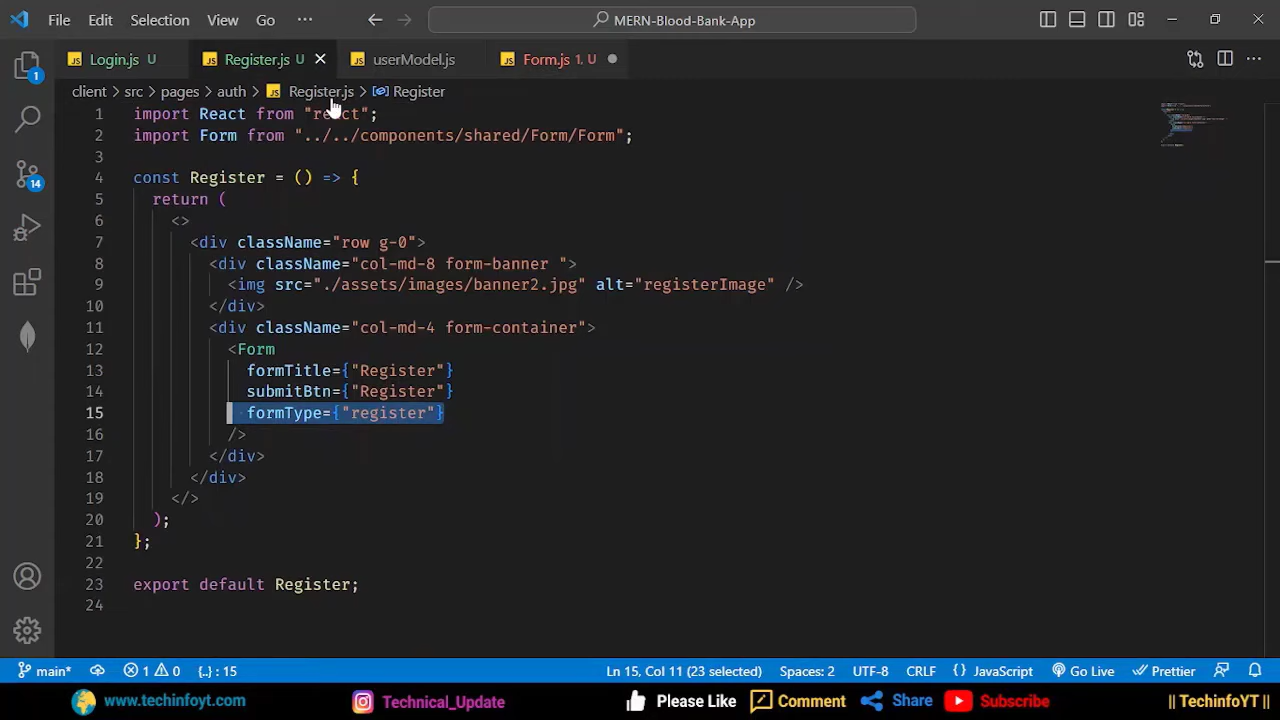 File Edit Selection View Go MERN-Blood-Bank-App
Login.js U Register.js U userModel.js Form.js 1, U
client > src > pages > auth > Register.js > Register
1 import React from "react";
2 import Form from "../../components/shared/Form/Form";
3
4 const Register = () => {
5 return (
6 <>
7 <div className="row g-0">
8 <div className="col-md-8 form-banner ">
9 <img src="./assets/images/banner2.jpg" alt="registerImage" />
10 </div>
11 <div className="col-md-4 form-container">
12 <Form
13 formTitle={"Register"}
14 submitBtn={"Register"}
15 formType={"register"}
16 />
17 </div>
18 </div>
19 </>
20 );
21 };
22
23 export default Register;
24
1
14
main* 1 0 {..} : 15 Ln 15, Col 11 (23 selected) Spaces: 2 UTF-8 CRLF {} JavaScript Go Live Prettier
www.techinfoyt.com Technical_Update Please Like Comment Share Subscribe || TechinfoYT ||